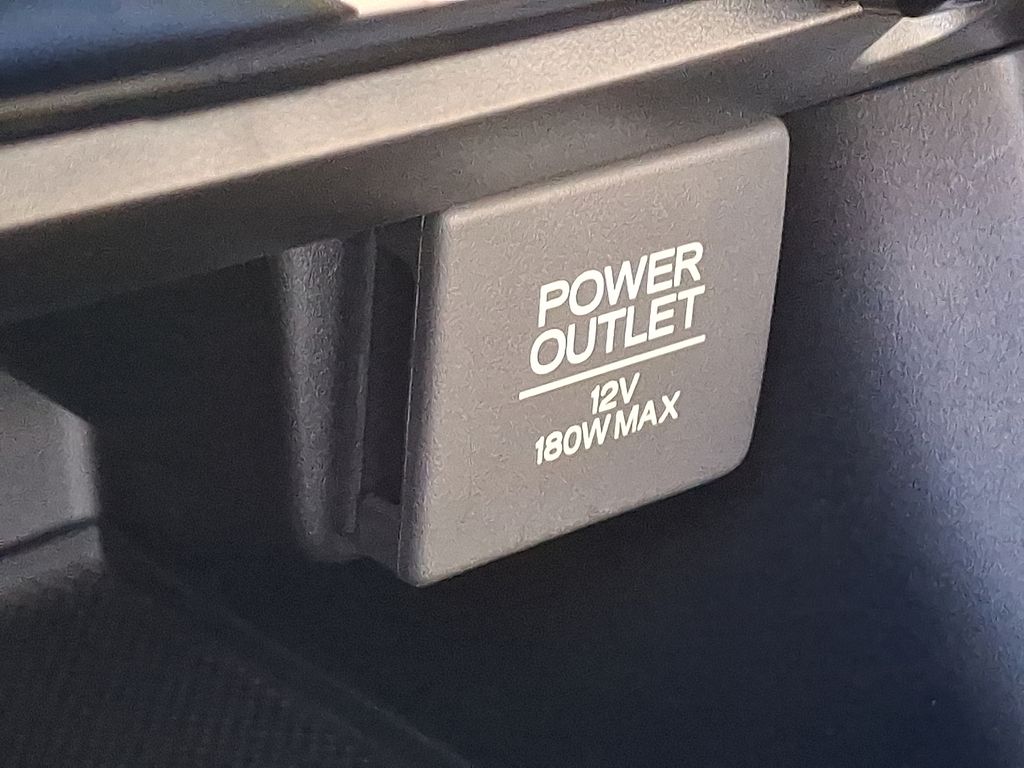 POWER
OUTLET
12V
180W MAX